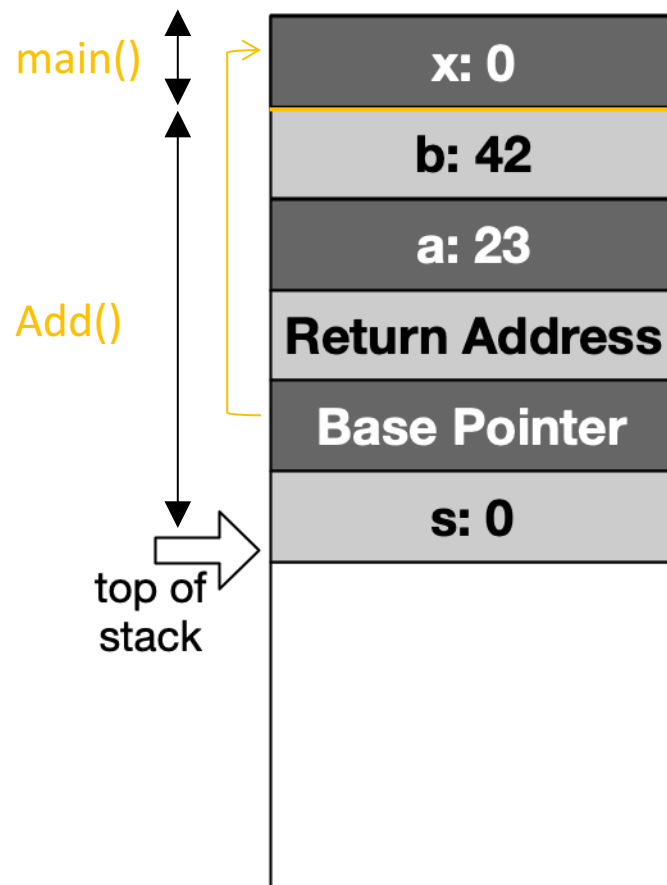 main()
x: 0
b: 42
a: 23
Add()
Return Address
Base Pointer
s: 0
top of
stack